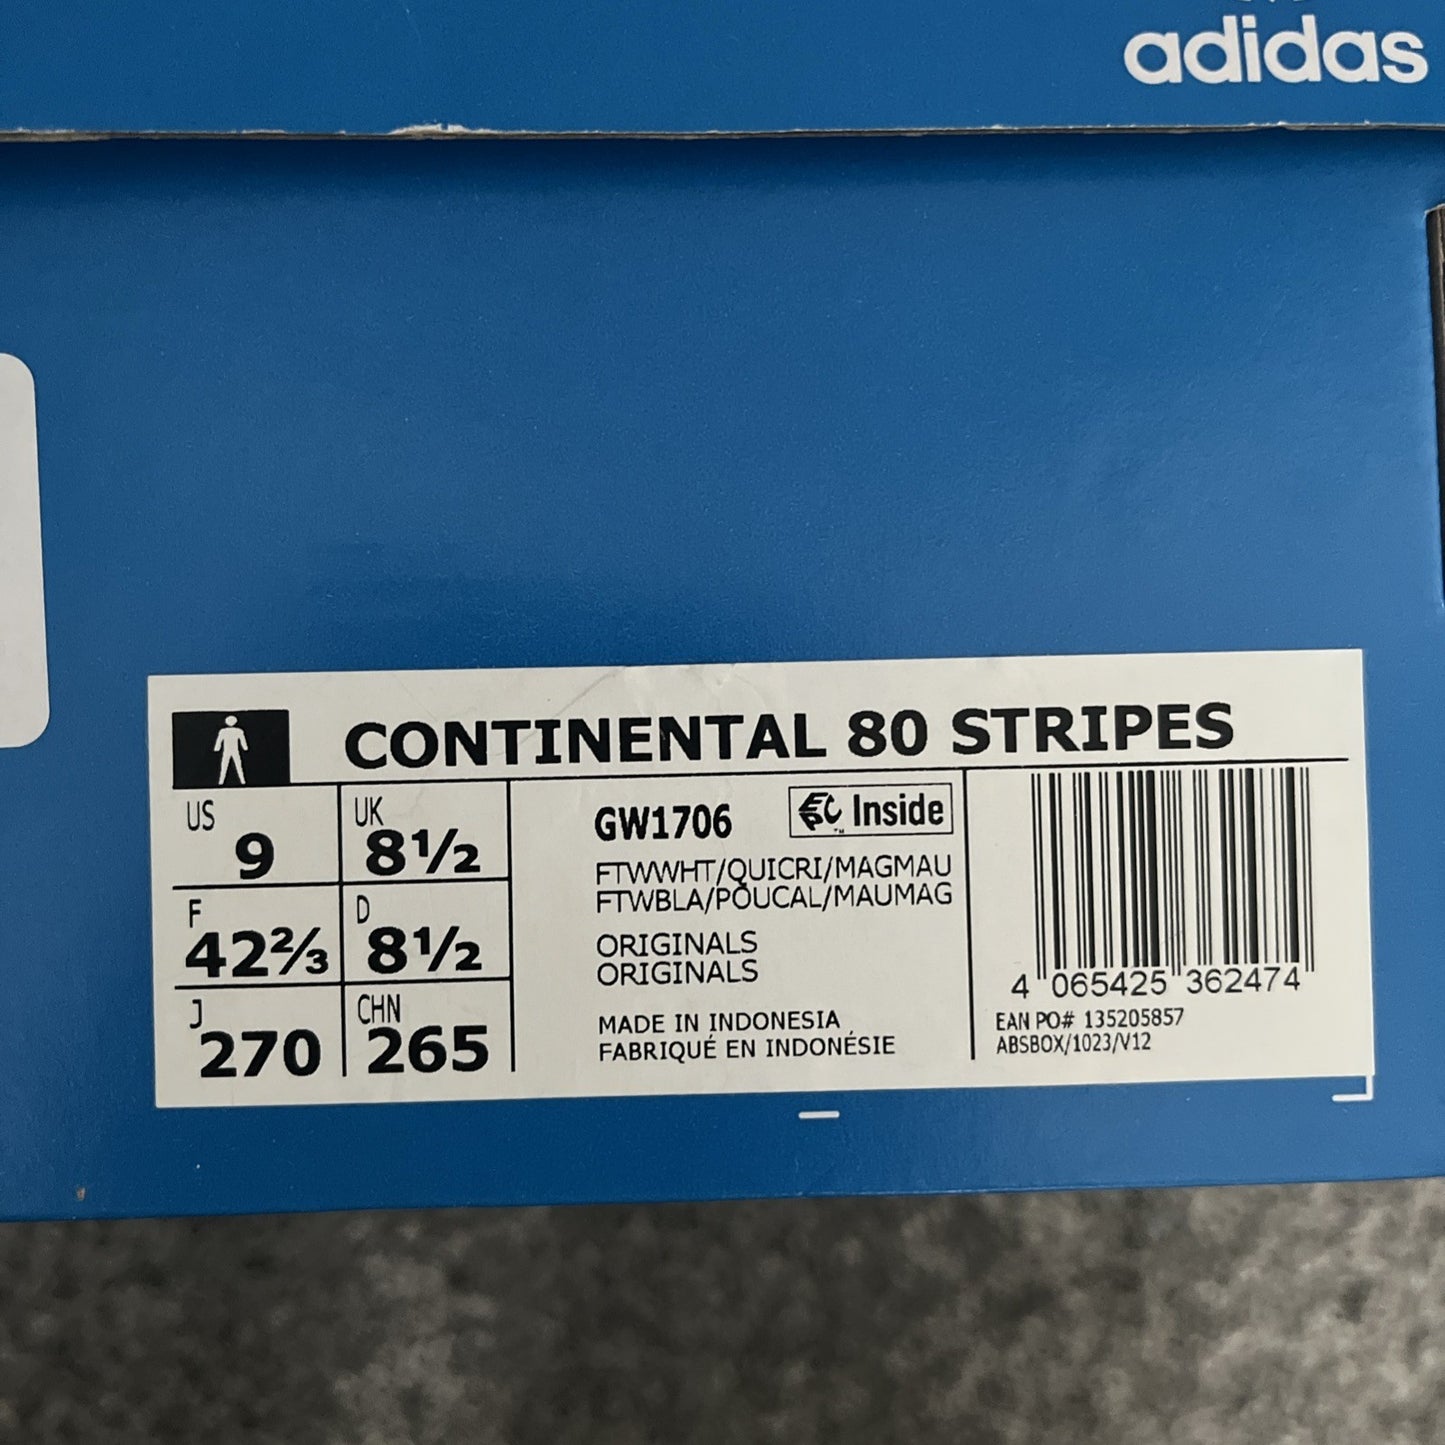 adidas
CONTINENTAL 80 STRIPES
US
9
UK
8½
F
42⅔
D
8½
J
270
CHN
265
GW1706
Inside
FTWWHT/QUICRI/MAGMAU
FTWBLA/POUCAL/MAUMAG
ORIGINALS
ORIGINALS
MADE IN INDONESIA
FABRIQUÉ EN INDONÉSIE
4 065425 362474
EAN PO# 135205857
ABSBOX/1023/V12